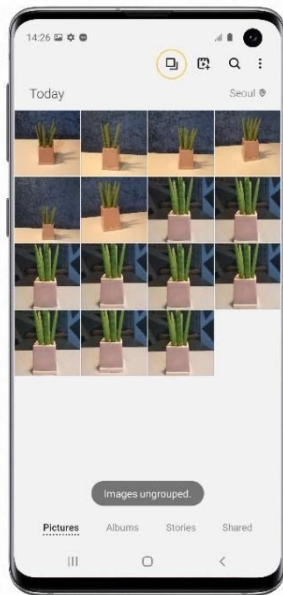 14:26
Today
Seoul
Images ungrouped.
Pictures Albums Stories Shared